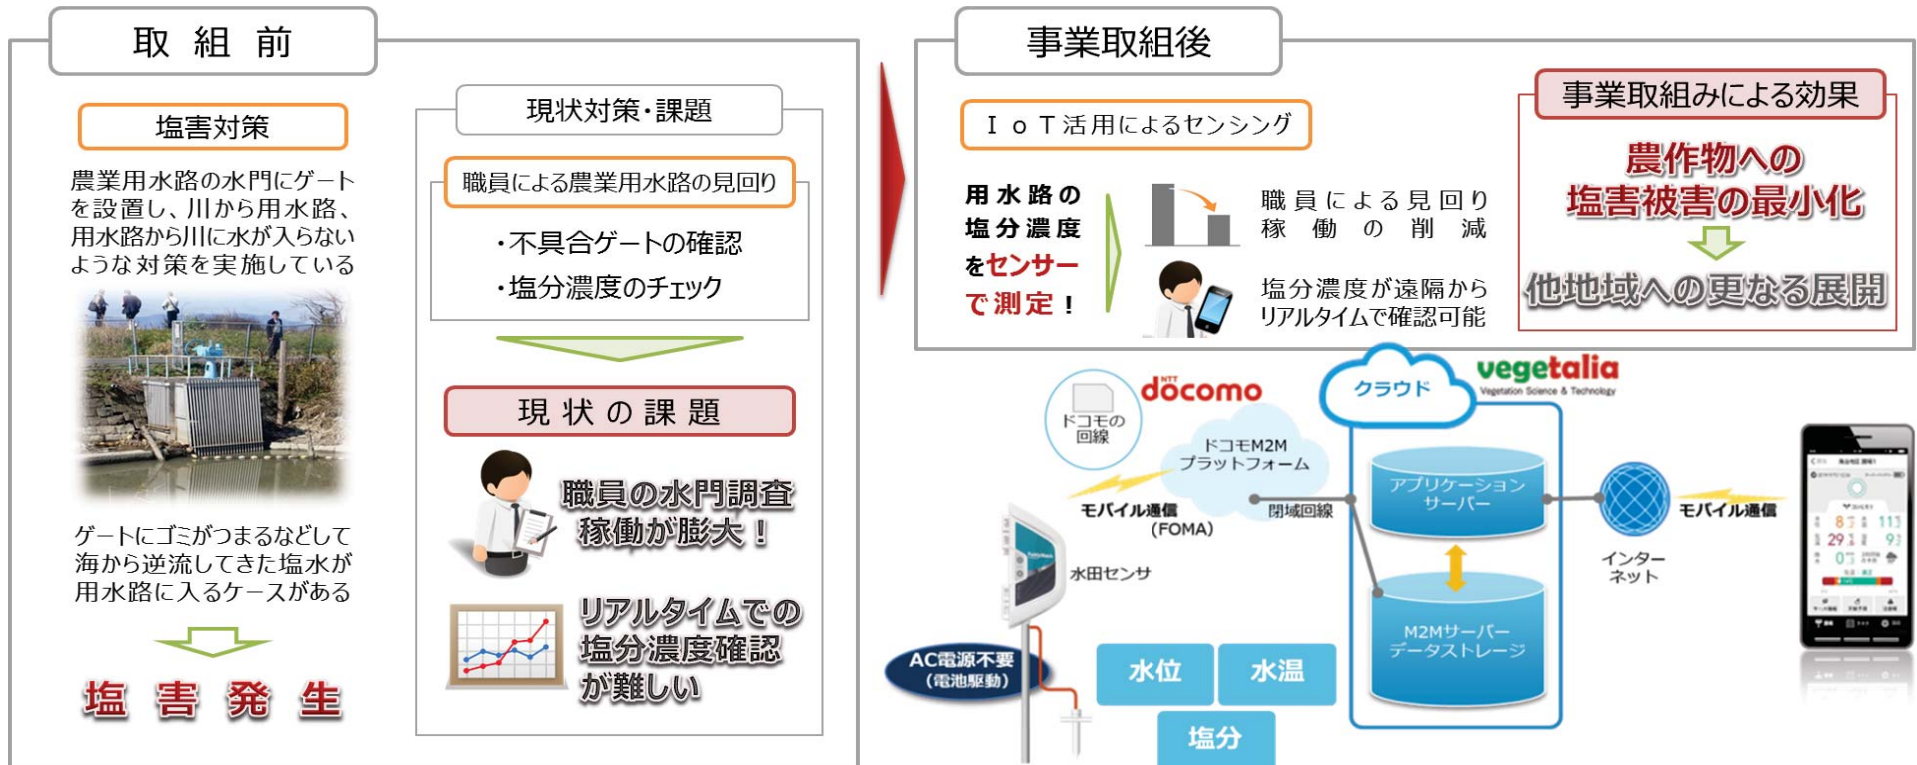 取組前
塩害対策
農業用水路の水門にゲート
を設置し、川から用水路、
用水路から川に水が入らない
ような対策を実施している
ゲートにゴミがつまるなどして
海から逆流してきた塩水が
用水路に入るケースがある
塩害発生
現状対策・課題
職員による農業用水路の見回り
・不具合ゲートの確認
・塩分濃度のチェック
現状の課題
職員の水門調査
稼働が膨大！
リアルタイムでの
塩分濃度確認
が難しい
事業取組後
ＩｏＴ活用によるセンシング
用水路の
塩分濃度
をセンサー
で測定！
職員による見回り
稼働の削減
塩分濃度が遠隔から
リアルタイムで確認可能
事業取組みによる効果
農作物への
塩害被害の最小化
他地域への更なる展開
ドコモの
回線
NTT
döcomo
ドコモM2M
プラットフォーム
モバイル通信
(FOMA)
閉域回線
水田センサ
AC電源不要
(電池駆動)
水位
水温
塩分
クラウド
vegetalia
Vegetation Science & Technology
アプリケーション
サーバー
M2Mサーバー
データストレージ
インター
ネット
モバイル通信
8
11
29
9
0